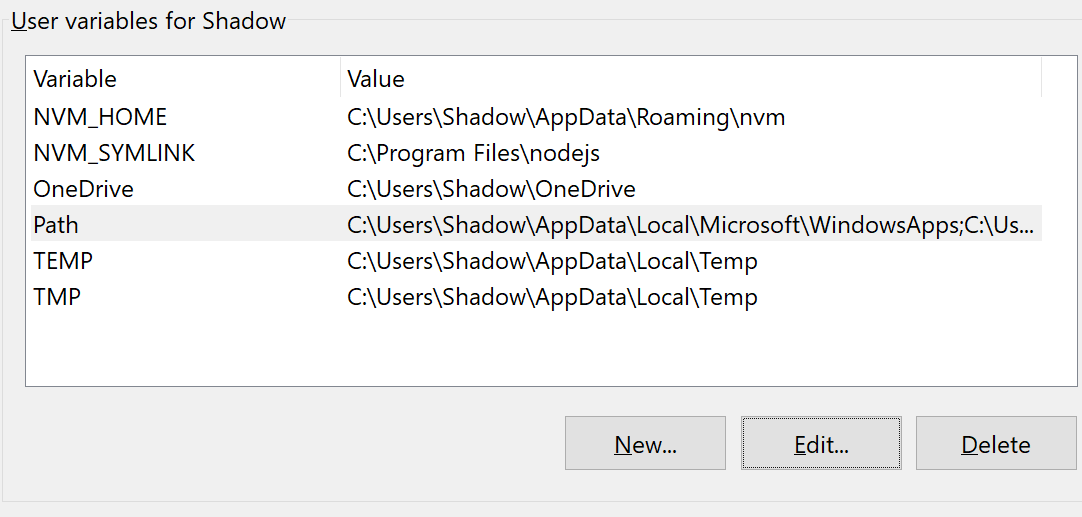 User variables for Shadow
Variable Value
NVM_HOME C:\Users\Shadow\AppData\Roaming\nvm
NVM_SYMLINK C:\Program Files\nodejs
OneDrive C:\Users\Shadow\OneDrive
Path C:\Users\Shadow\AppData\Local\Microsoft\WindowsApps;C:\Us...
TEMP C:\Users\Shadow\AppData\Local\Temp
TMP C:\Users\Shadow\AppData\Local\Temp
New... Edit... Delete